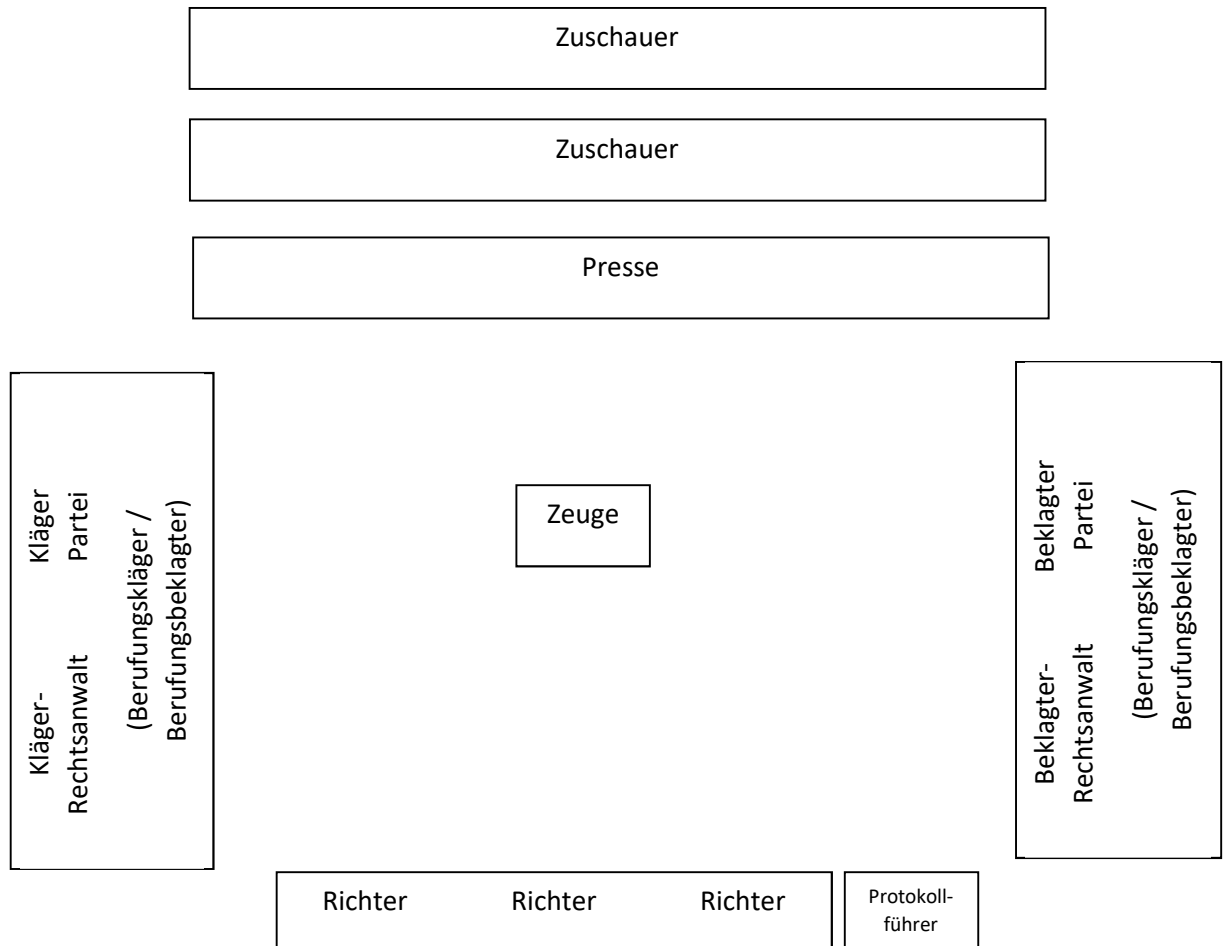 Zuschauer
Zuschauer
Presse
Kläger
Partei
Kläger-
Rechtsanwalt
(Berufungskläger /
Berufungsbeklagter)
Zeuge
Beklagter
Partei
Beklagter-
Rechtsanwalt
(Berufungskläger /
Berufungsbeklagter)
Richter Richter Richter
Protokoll-
führer